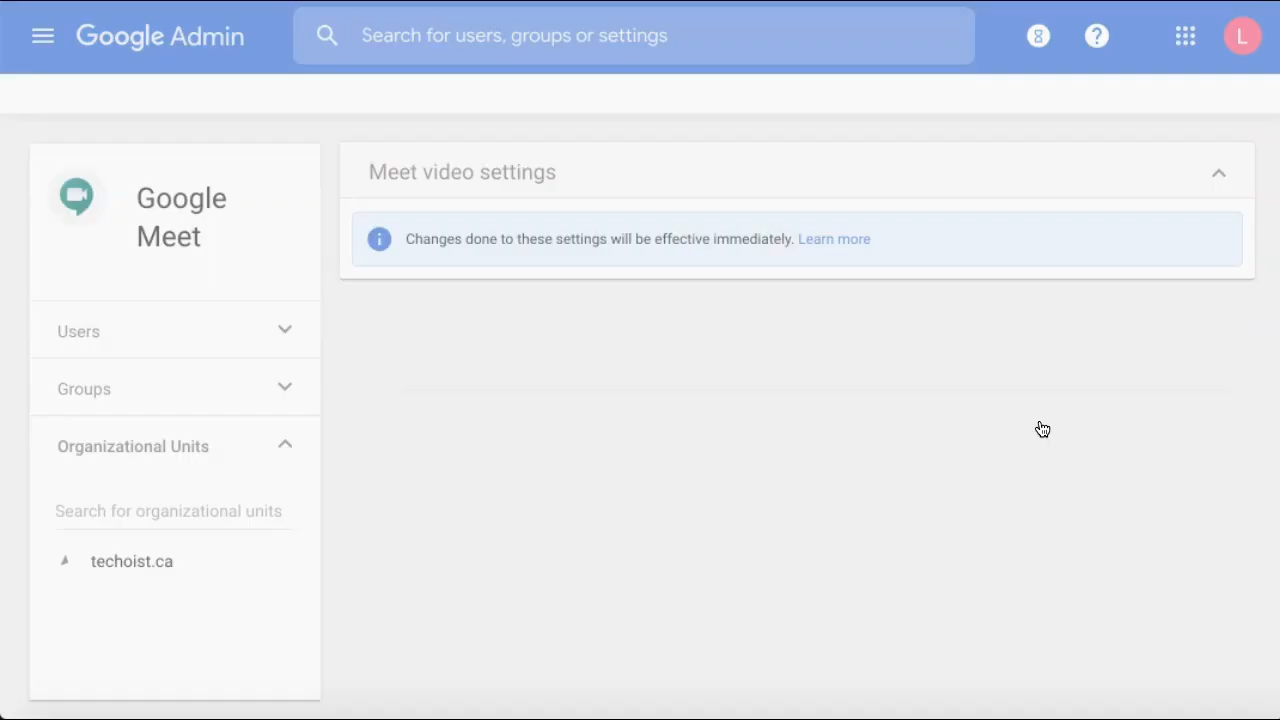 Google Admin
Search for users, groups or settings
L
Google
Meet
Meet video settings
Changes done to these settings will be effective immediately. Learn more
Users
Groups
Organizational Units
Search for organizational units
techoist.ca